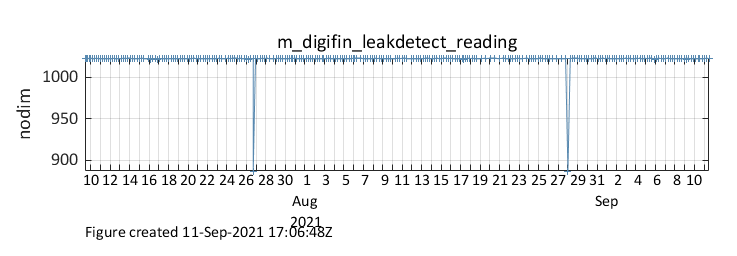 m_digifin_leakdetect_reading
1000
950
900
nodim
10 12 14 16 18 20 22 24 26 28 30 1 3 5 7 9 11 13 15 17 19 21 23 25 27 29 31 2 4 6 8 10
Aug Sep
2021
Figure created 11-Sep-2021 17:06:48Z